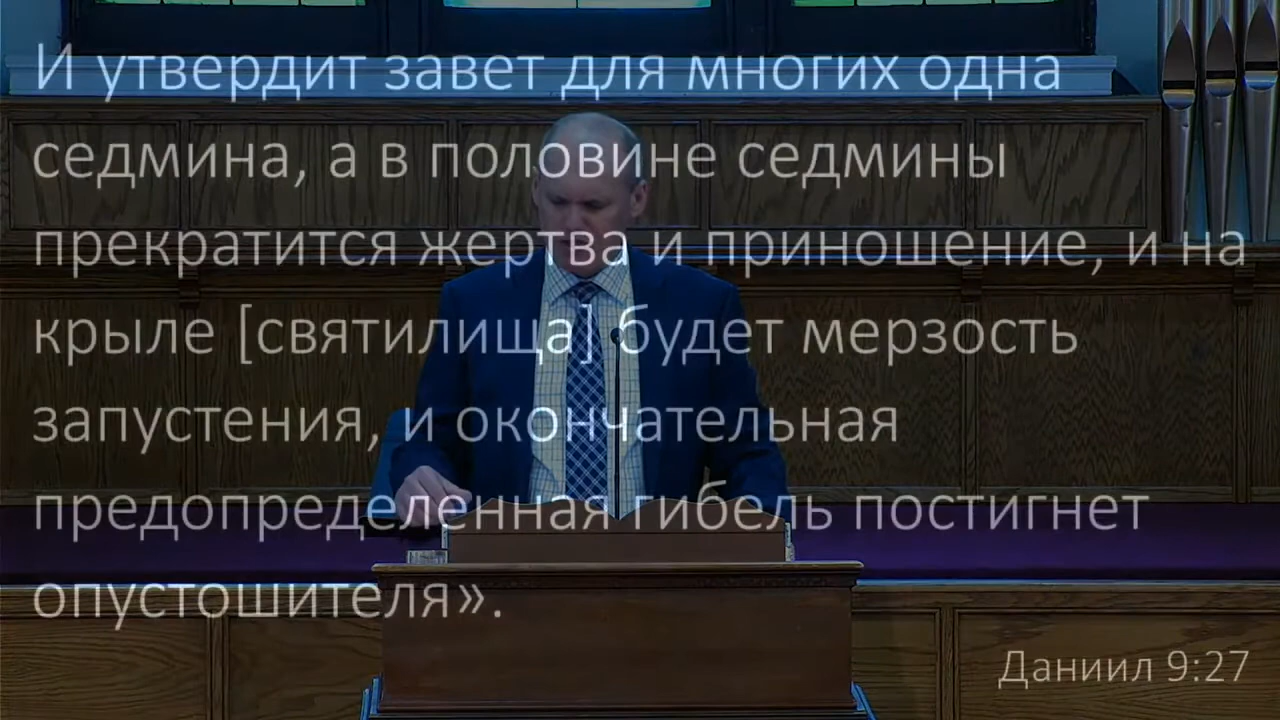 И утвердит завет для многих одна
седмина, а в половине седмины
прекратится жертва и приношение, и на
крыле [святилища] будет мерзость
запустения, и окончательная
предопределенная гибель постигнет
опустошителя».
Даниил 9:27